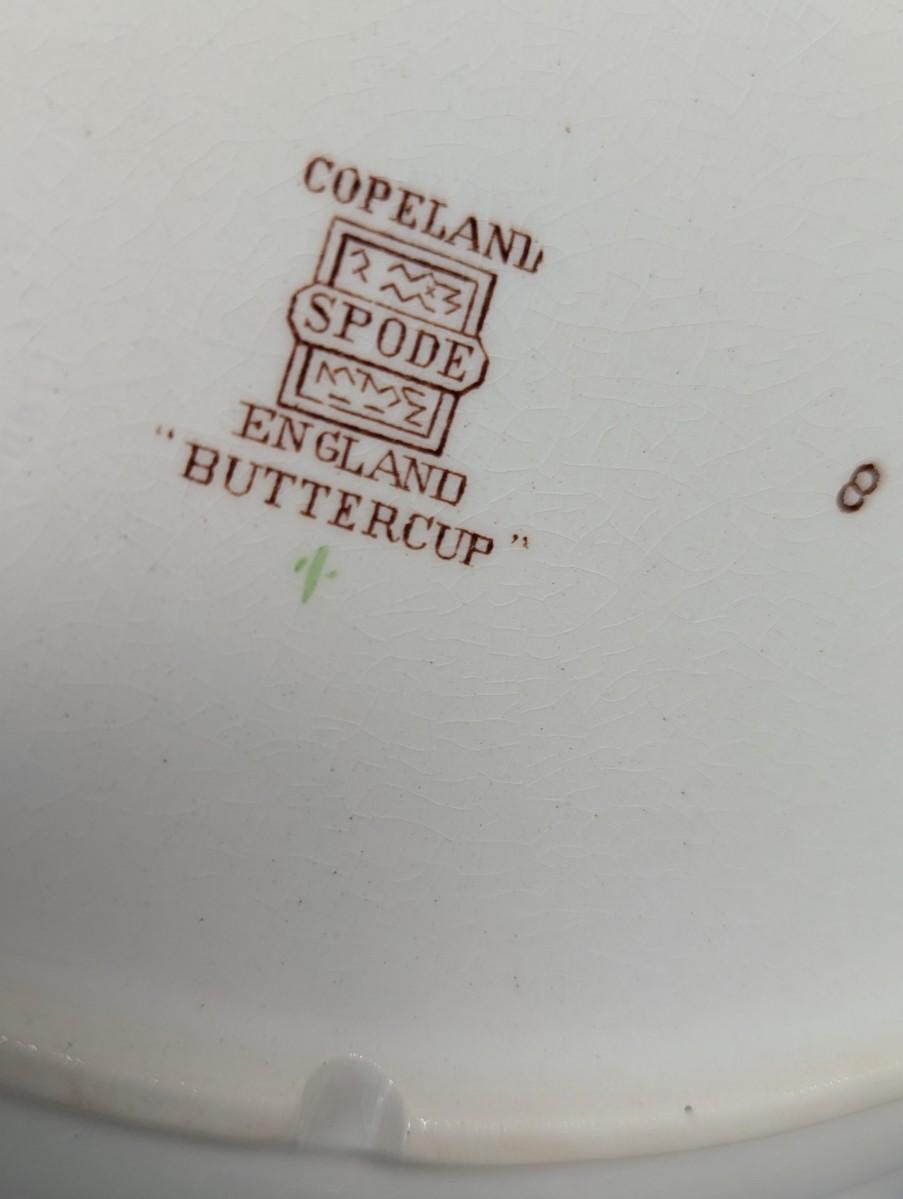 COPELAND
SPODE
ENGLAND
"BUTTERCUP"
8